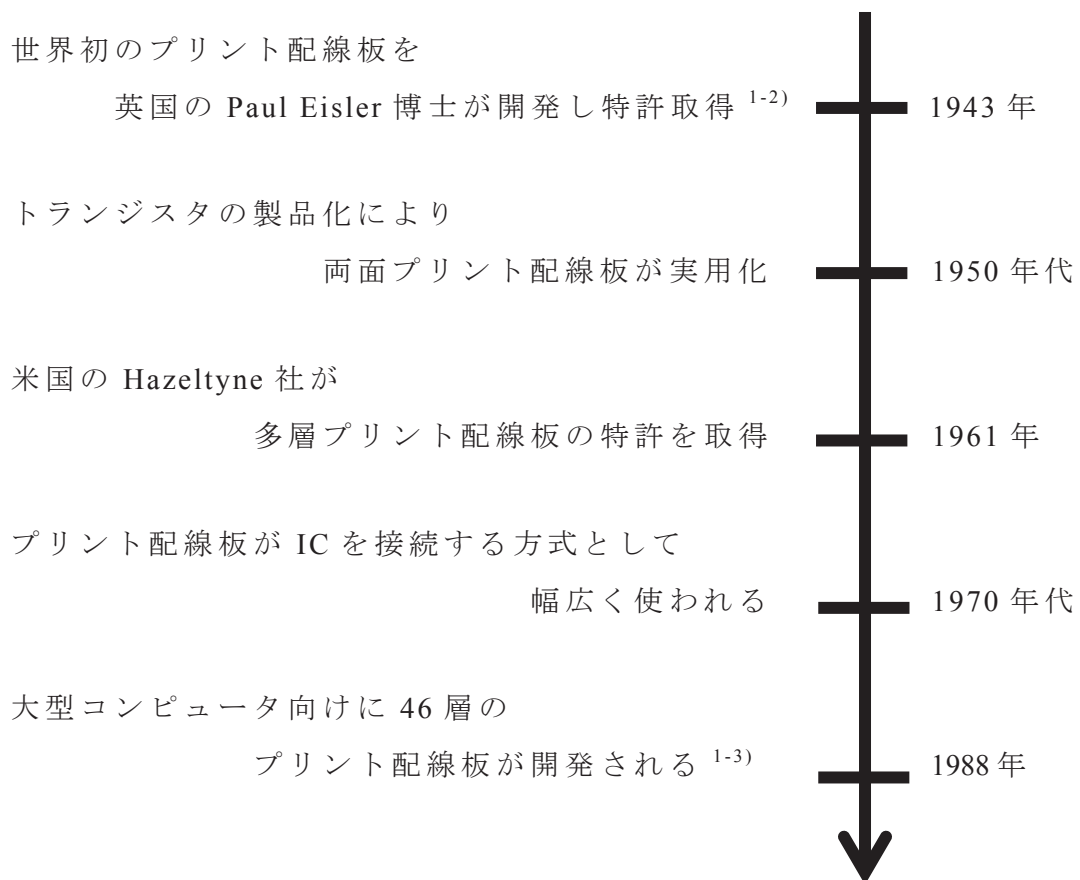 世界初のプリント配線板を
英国の Paul Eisler 博士が開発し特許取得 1-2)
1943 年
トランジスタの製品化により
両面プリント配線板が実用化
1950 年代
米国の Hazeltyne 社が
多層プリント配線板の特許を取得
1961 年
プリント配線板が IC を接続する方式として
幅広く使われる
1970 年代
大型コンピュータ向けに 46 層の
プリント配線板が開発される 1-3)
1988 年